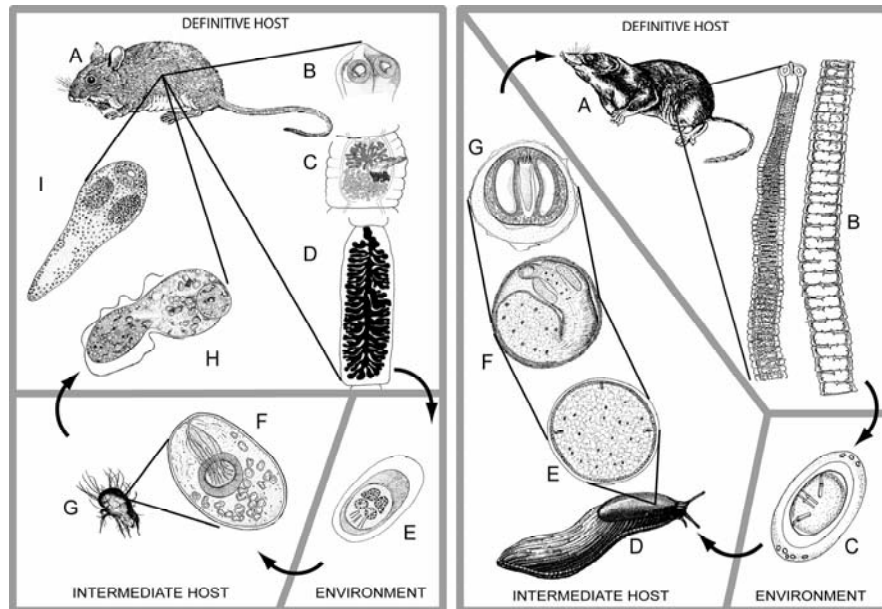 DEFINITIVE HOST
A
B
C
D
I
H
F
G
E
INTERMEDIATE HOST
ENVIRONMENT
DEFINITIVE HOST
A
G
B
F
E
D
C
INTERMEDIATE HOST
ENVIRONMENT